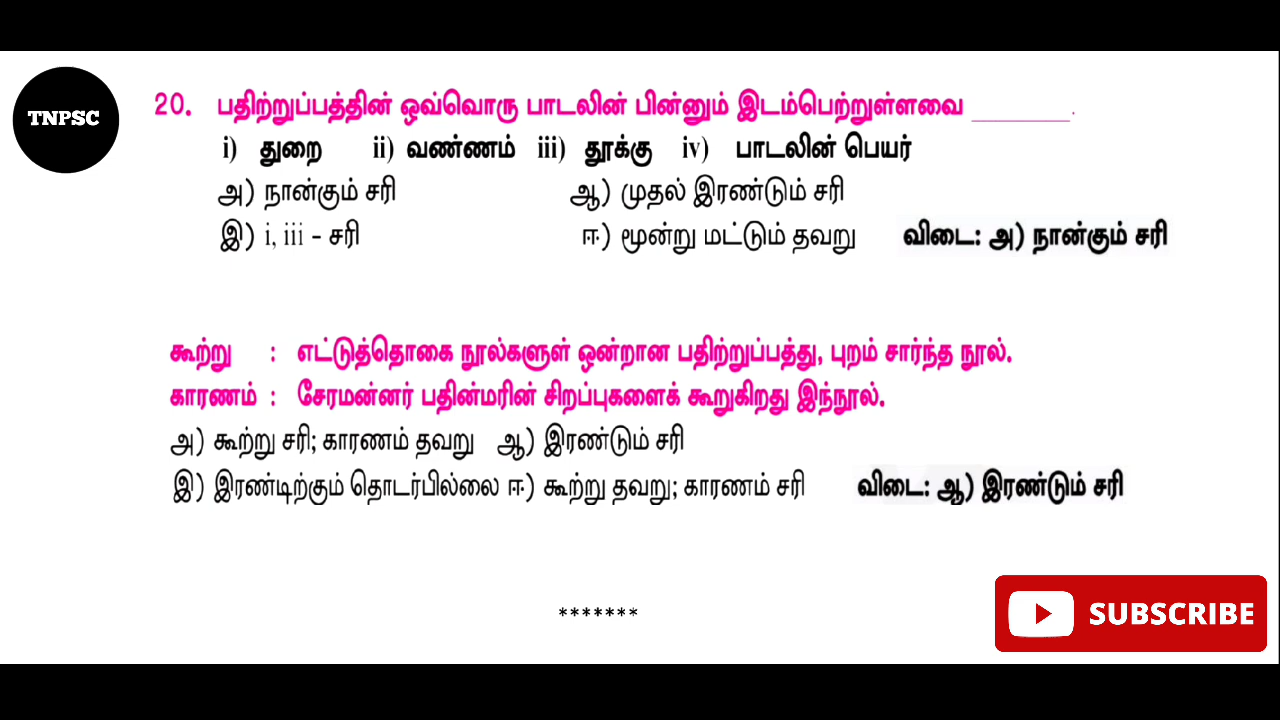 TNPSC
20. பதிற்றுப்பத்தின் ஒவ்வொரு பாடலின் பின்னும் இடம்பெற்றுள்ளவை ________.
i) துறை ii) வண்ணம் iii) தூக்கு iv) பாடலின் பெயர்
அ) நான்கும் சரி ஆ) முதல் இரண்டும் சரி
இ) i, iii - சரி ஈ) மூன்று மட்டும் தவறு விடை: அ) நான்கும் சரி
கூற்று : எட்டுத்தொகை நூல்களுள் ஒன்றான பதிற்றுப்பத்து, புறம் சார்ந்த நூல்.
காரணம் : சேரமன்னர் பதின்மரின் சிறப்புகளைக் கூறுகிறது இந்நூல்.
அ) கூற்று சரி; காரணம் தவறு ஆ) இரண்டும் சரி
இ) இரண்டிற்கும் தொடர்பில்லை ஈ) கூற்று தவறு; காரணம் சரி விடை: ஆ) இரண்டும் சரி
*******
SUBSCRIBE